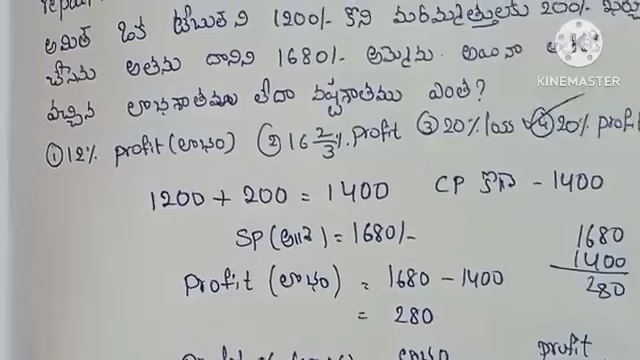 repair
అమిత ఒక టేబుల్ ని 1200/- కొని మరమ్మత్తులకు 200/- ఖర్చు
చేసెను అతను దానిని 1680/- అమ్మెను అయినా
వచ్చిన లాభశాతము లేదా నష్టశాతము ఎంత?
① 12% profit (లాభం) ② 16 2/3 % profit ③ 20% loss ④ 20% profit
1200 + 200 = 1400 CP కొన్న - 1400
SP (అమ్మె) = 1680/-
1680
1400
280
Profit (లాభం) = 1680 - 1400
= 280
profit
KINEMASTER